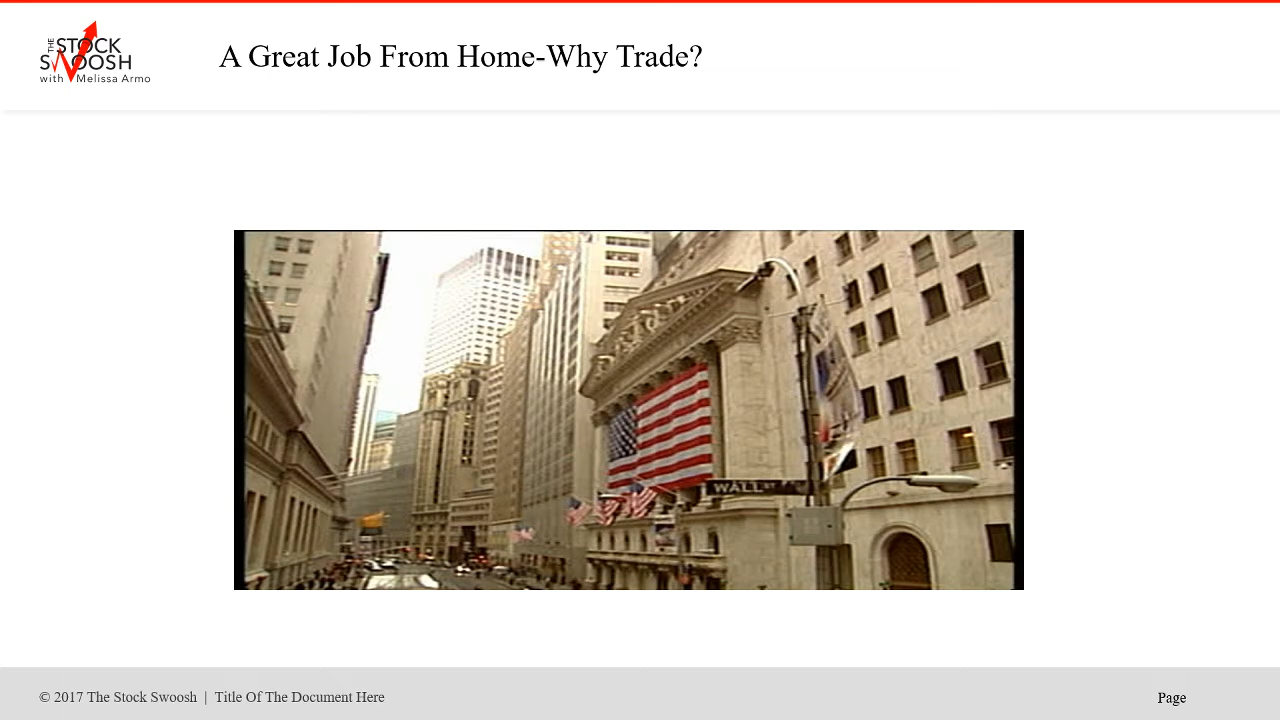 THE STOCK
SWOOSH
with Melissa Armo
A Great Job From Home-Why Trade?
WALL ST
© 2017 The Stock Swoosh | Title Of The Document Here
Page